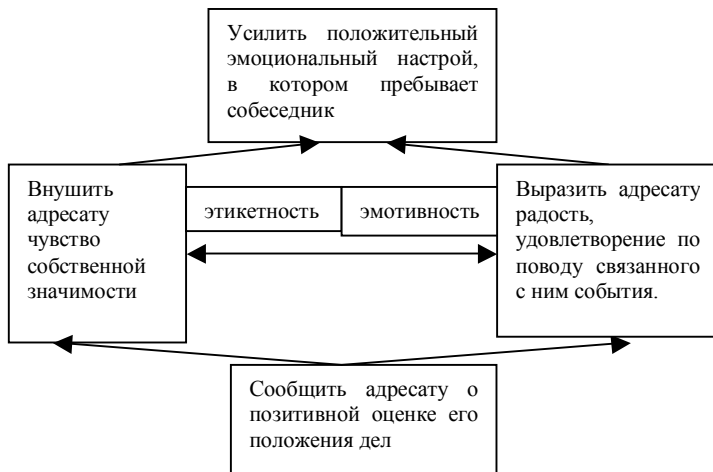 Усилить положительный
эмоциональный настрой,
в котором пребывает
собеседник
Внушить
адресату
чувство
собственной
значимости
этикетность
эмотивность
Выразить адресату
радость,
удовлетворение по
поводу связанного
с ним события.
Сообщить адресату о
позитивной оценке его
положения дел